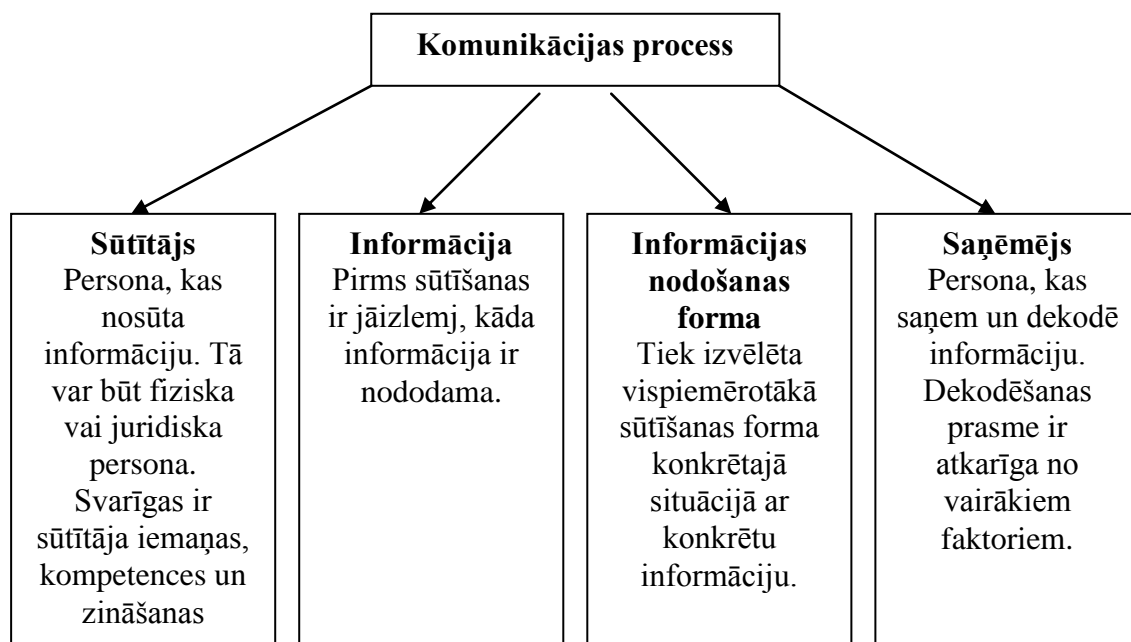 Komunikācijas process
Sūtītājs
Persona, kas
nosūta
informāciju. Tā
var būt fiziska
vai juridiska
persona.
Svarīgas ir
sūtītāja iemaņas,
kompetences un
zināšanas
Informācija
Pirms sūtīšanas
ir jāizlemj, kāda
informācija ir
nododama.
Informācijas
nodošanas
forma
Tiek izvēlēta
vispiemērotākā
sūtīšanas forma
konkrētajā
situācijā ar
konkrētu
informāciju.
Saņēmējs
Persona, kas
saņem un dekodē
informāciju.
Dekodēšanas
prasme ir
atkarīga no
vairākiem
faktoriem.